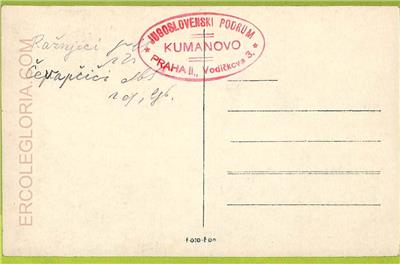 Ražnjići
Čevapčići
* JUGOSLOVENSKI PODRUM *
KUMANOVO
PRAHA II., Vodičkova 3.
Foto-Fon
ERCOLEGLORIA.COM